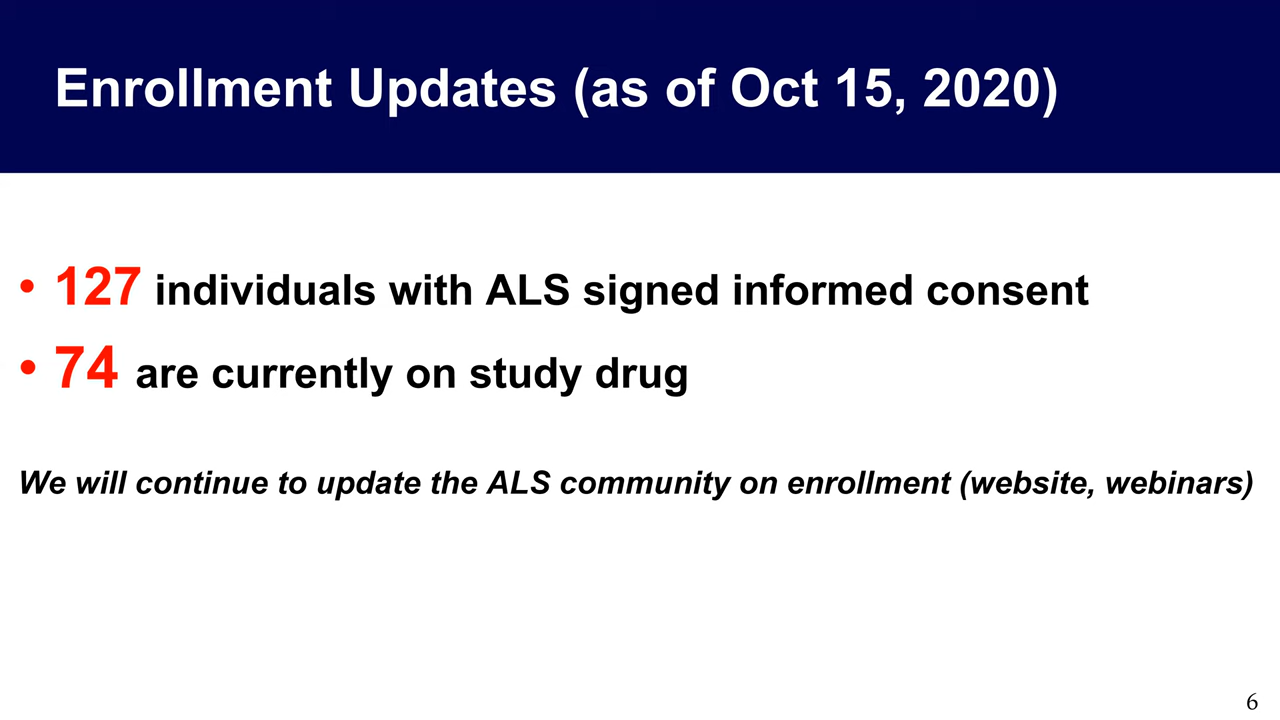 Enrollment Updates (as of Oct 15, 2020)
• 127 individuals with ALS signed informed consent
• 74 are currently on study drug
We will continue to update the ALS community on enrollment (website, webinars)
6